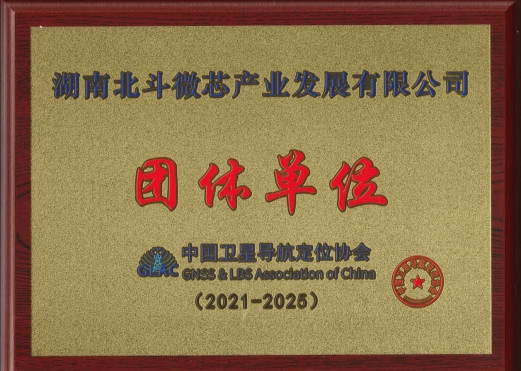 湖南北斗微芯产业发展有限公司
团体单位
GLAC
中国卫星导航定位协会
GNSS & LBS Association of China
（2021-2025）